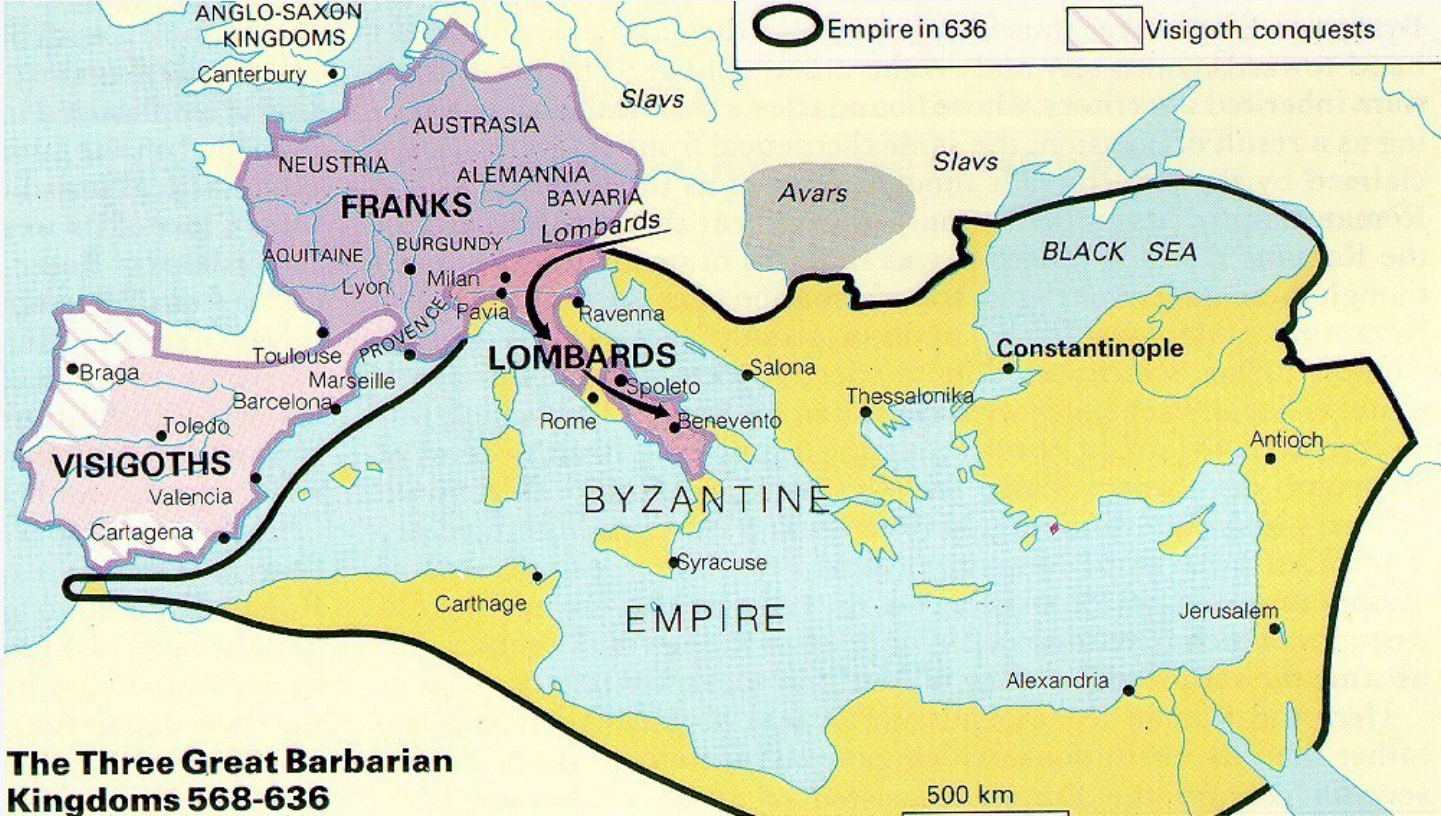 ANGLO-SAXON
KINGDOMS
Canterbury
Empire in 636
Visigoth conquests
Slavs
AUSTRASIA
NEUSTRIA
ALEMANNIA
BAVARIA
FRANKS
Lombards
AQUITAINE
BURGUNDY
Lyon
Milan
Pavia
PROVENCE
Toulouse
Marseille
Barcelona
Braga
Toledo
VISIGOTHS
Valencia
Cartagena
Avars
Slavs
BLACK SEA
Ravenna
LOMBARDS
Spoleto
Rome
Benevento
Salona
Thessalonika
Constantinople
Antioch
BYZANTINE
Syracuse
EMPIRE
Carthage
Jerusalem
Alexandria
The Three Great Barbarian
Kingdoms 568-636
500 km